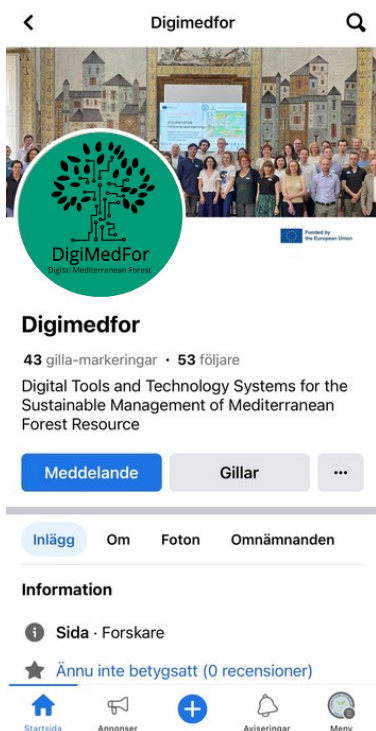 Digimedfor
Funded by
the European Union
DigiMedFor
Digital Mediterranean Forest
Digimedfor
43 gilla-markeringar • 53 följare
Digital Tools and Technology Systems for the
Sustainable Management of Mediterranean
Forest Resource
Meddelande Gillar ...
Inlägg Om Foton Omnämnanden
Information
Sida · Forskare
Ännu inte betygsatt (0 recensioner)
Startsida Annonser Aviseringar Meny